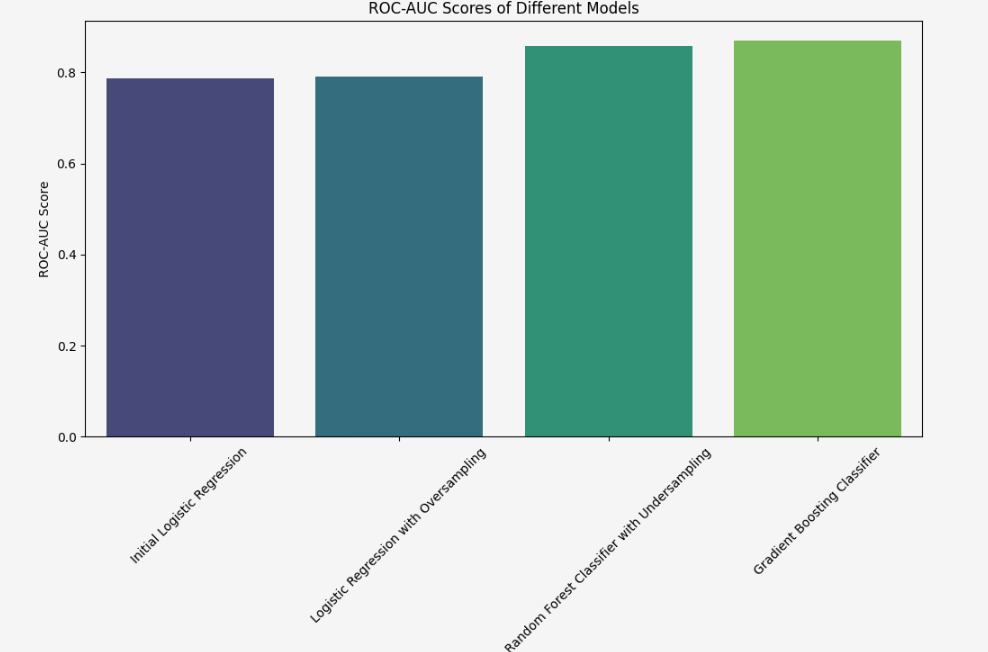 ROC-AUC Scores of Different Models
ROC-AUC Score
0.8
0.6
0.4
0.2
0.0
Initial Logistic Regression
Logistic Regression with Oversampling
Random Forest Classifier with Undersampling
Gradient Boosting Classifier